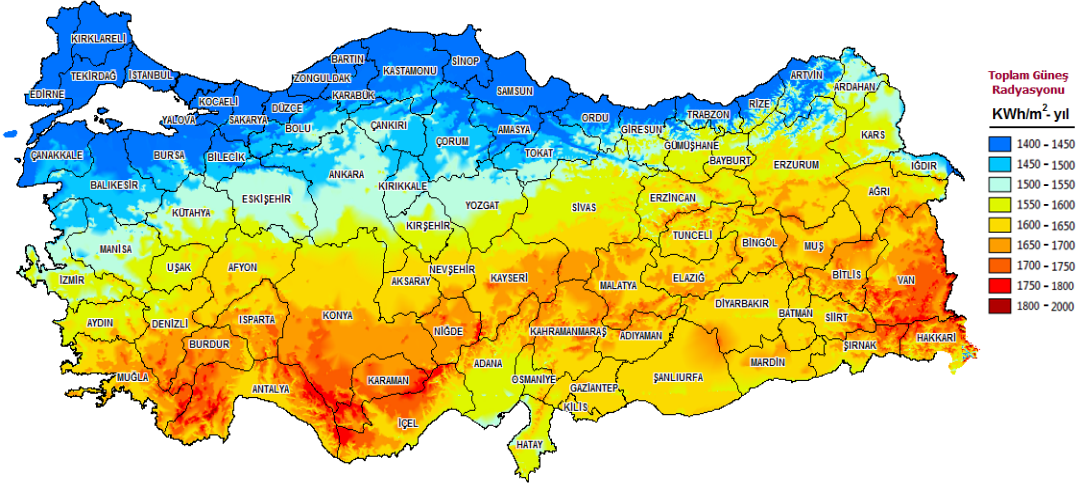 KIRKLARELİ
TEKİRDAĞ
İSTANBUL
EDİRNE
KOCAELİ
YALOVA
SAKARYA
DÜZCE
ZONGULDAK
BARTIN
KARABÜK
KASTAMONU
SİNOP
SAMSUN
BOLU
ÇANKIRI
ÇORUM
AMASYA
TOKAT
ORDU
GİRESUN
TRABZON
RİZE
ARTVİN
ARDAHAN
KARS
GÜMÜŞHANE
BAYBURT
ERZURUM
IĞDIR
AĞRI
ÇANAKKALE
BURSA
BİLECİK
BALIKEŞİR
ESKİŞEHİR
ANKARA
KIRIKKALE
YOZGAT
KÜTAHYA
KIRŞEHİR
SİVAS
ERZİNCAN
TUNCELİ
BİNGÖL
MUŞ
MANİSA
UŞAK
AFYON
İZMİR
AKSARAY
NEVŞEHİR
KAYSERİ
MALATYA
ELAZIĞ
BİTLİS
VAN
DİYARBAKIR
BATMAN
SİİRT
AYDIN
DENİZLİ
ISPARTA
KONYA
NİĞDE
KAHRAMANMARAŞ
ADIYAMAN
ŞIRNAK
HAKKARİ
BURDUR
MUĞLA
ANTALYA
KARAMAN
ADANA
OSMANİYE
GAZİANTEP
ŞANLIURFA
MARDİN
İÇEL
KİLİS
HATAY
Toplam Güneş
Radyasyonu
KWh/m²- yıl
1400 - 1450
1450 - 1500
1500 - 1550
1550 - 1600
1600 - 1650
1650 - 1700
1700 - 1750
1750 - 1800
1800 - 2000